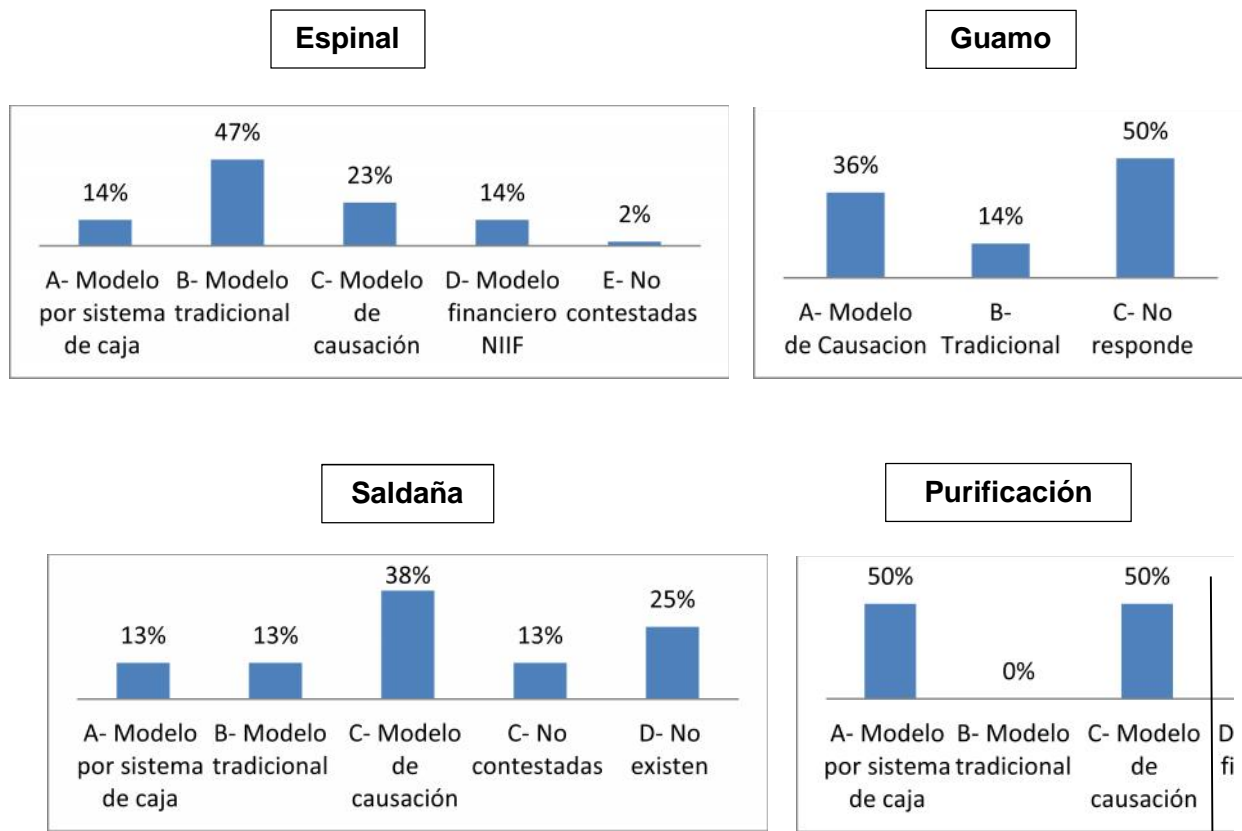 Espinal
47%
23%
14%
14%
2%
A- Modelo
por sistema
de caja
B- Modelo
tradicional
C- Modelo
de
causación
D- Modelo
financiero
NIIF
E- No
contestadas
Guamo
50%
36%
14%
A- Modelo
de Causacion
B-
Tradicional
C- No
responde
Saldaña
38%
25%
13%
13%
13%
A- Modelo
por sistema
de caja
B- Modelo
tradicional
C- Modelo
de
causación
C- No
contestadas
D- No
existen
Purificación
50%
50%
0%
A- Modelo
por sistema
de caja
B- Modelo
tradicional
C- Modelo
de
causación
D
fi